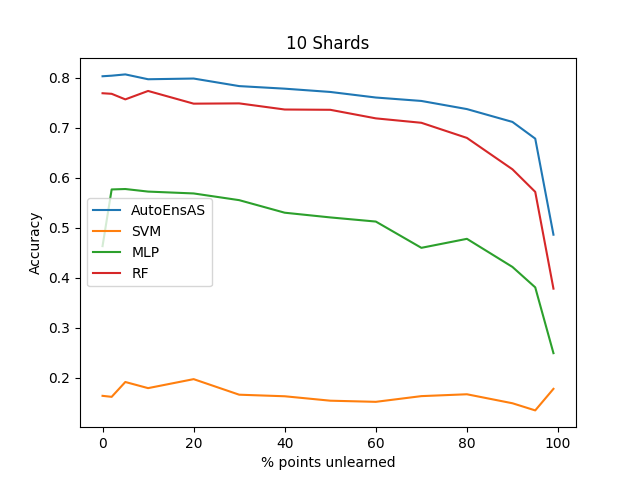 10 Shards
0.8
0.7
0.6
0.5
0.4
0.3
0.2
Accuracy
AutoEnsAS
SVM
MLP
RF
0 20 40 60 80 100
% points unlearned